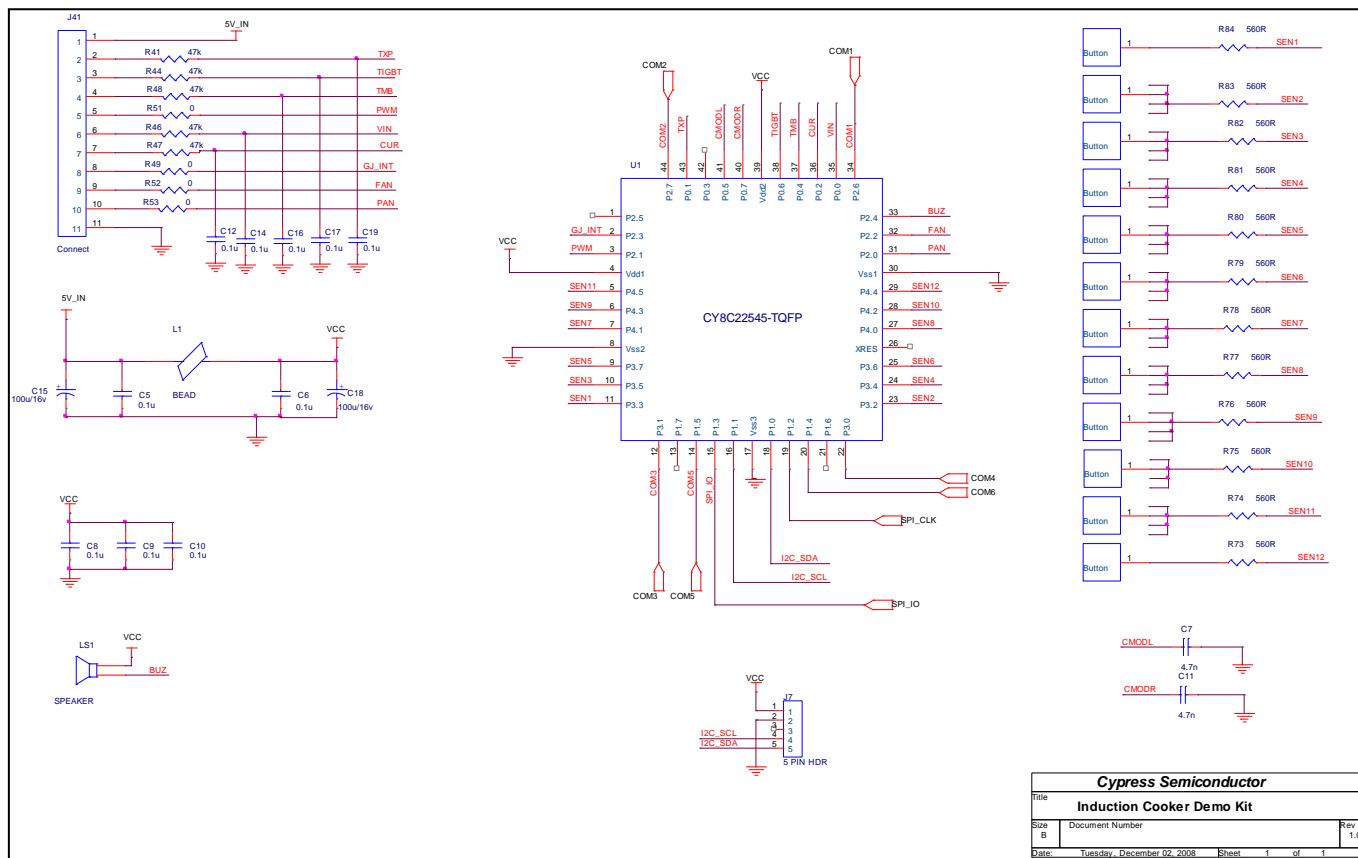 J41
5V_IN
1 1
2 2 R41 47k TXP
3 3 R44 47k TIGBT
4 4 R48 47k TMB
5 5 R51 0 PWM
6 6 R46 47k VIN
7 7 R47 47k CUR
8 8 R49 0 GJ_INT
9 9 R52 0 FAN
10 10 R53 0 PAN
11 11
Connect
C12 0.1u
C14 0.1u
C16 0.1u
C17 0.1u
C19 0.1u
5V_IN
L1
VCC
BEAD
C15 100u/16v
C5 0.1u
C6 0.1u
C18 100u/16v
VCC
C8 0.1u
C9 0.1u
C10 0.1u
LS1
VCC
BUZ
SPEAKER
COM2
VCC
COM1
U1
COM2 44 P2.7
TXP 43 P0.1
42 P0.3
CMODL 41 P0.5
CMODR 40 P0.7
39 Vdd2
TIGBT 38 P0.6
TMB 37 P0.4
CUR 36 P0.2
VIN 35 P0.0
COM1 34 P2.6
1 P2.5
GJ_INT 2 P2.3
PWM 3 P2.1
VCC
4 Vdd1
SEN11 5 P4.5
SEN9 6 P4.3
SEN7 7 P4.1
8 Vss2
SEN5 9 P3.7
SEN3 10 P3.5
SEN1 11 P3.3
CY8C22545-TQFP
P2.4 33 BUZ
P2.2 32 FAN
P2.0 31 PAN
Vss1 30
P4.4 29 SEN12
P4.2 28 SEN10
P4.0 27 SEN8
XRES 26
P3.6 25 SEN6
P3.4 24 SEN4
P3.2 23 SEN2
P3.1 12 COM3
P1.7 13
P1.5 14 COM5
P1.3 15 SPI_IO
P1.1 16
Vss3 17
P1.0 18
P1.2 19
P1.4 20
P1.6 21
P3.0 22
COM4
COM6
SPI_CLK
I2C_SDA
I2C_SCL
COM3
COM5
SPI_IO
VCC
J7
1 1
2 2
3 3
I2C_SCL 4 4
I2C_SDA 5 5
5 PIN HDR
Button 1 R84 560R SEN1
Button 1 R83 560R SEN2
Button 1 R82 560R SEN3
Button 1 R81 560R SEN4
Button 1 R80 560R SEN5
Button 1 R79 560R SEN6
Button 1 R78 560R SEN7
Button 1 R77 560R SEN8
Button 1 R76 560R SEN9
Button 1 R75 560R SEN10
Button 1 R74 560R SEN11
Button 1 R73 560R SEN12
CMODL C7 4.7n
CMODR C11 4.7n
Cypress Semiconductor
Title
Induction Cooker Demo Kit
Size Document Number Rev
B
Date: Tuesday, December 02, 2008 Sheet 1 of 1